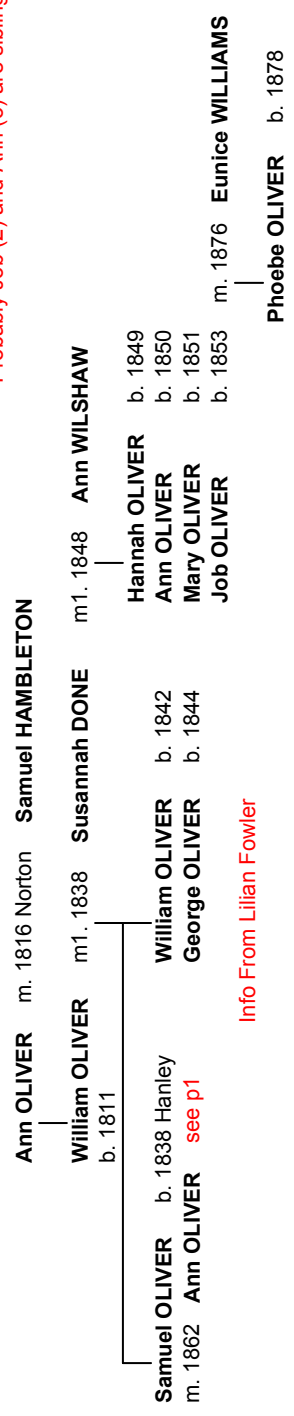 Probably Job (2) and Ann (6) are sibling
Ann OLIVER m. 1816 Norton Samuel HAMBLETON
William OLIVER m1. 1838 Susannah DONE m1. 1848 Ann WILSHAW
b. 1811
Samuel OLIVER b. 1838 Hanley
m. 1862 Ann OLIVER see p1
William OLIVER b. 1842
George OLIVER b. 1844
Hannah OLIVER b. 1849
Ann OLIVER b. 1850
Mary OLIVER b. 1851
Job OLIVER b. 1853
m. 1876 Eunice WILLIAMS
Phoebe OLIVER b. 1878
Info From Lilian Fowler